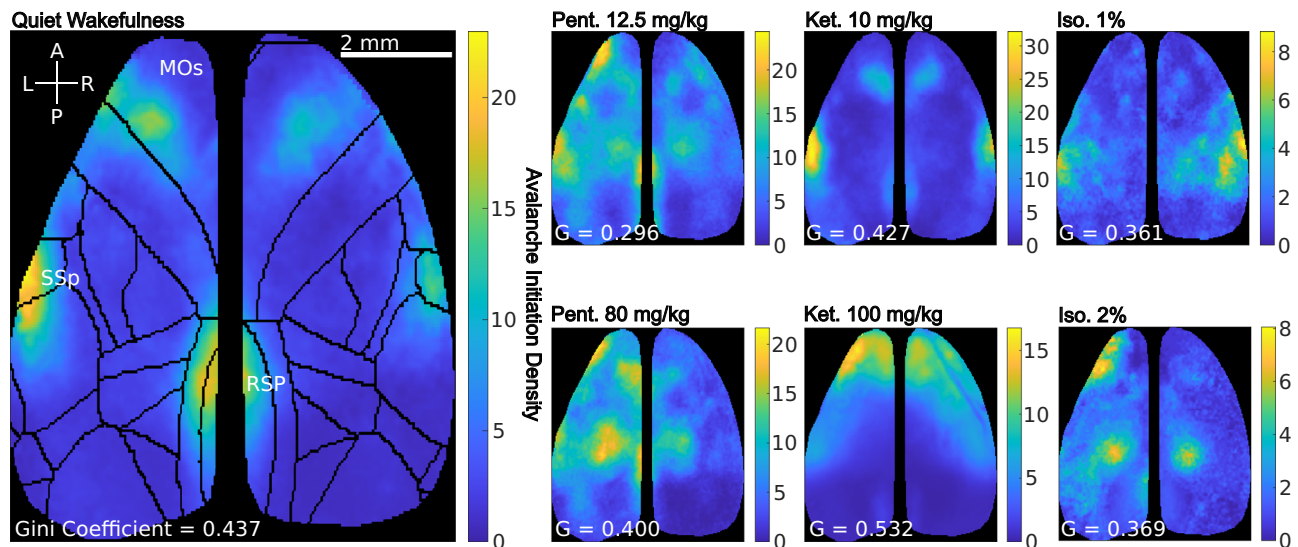 Quiet Wakefulness
A
L R
P
2 mm
MOs
SSp
RSP
Gini Coefficient = 0.437
20
15
10
5
0
Avalanche Initiation Density
Pent. 12.5 mg/kg
G = 0.296
20
15
10
5
0
Ket. 10 mg/kg
G = 0.427
30
25
20
15
10
5
0
Iso. 1%
G = 0.361
8
6
4
2
0
Pent. 80 mg/kg
G = 0.400
20
15
10
5
0
Ket. 100 mg/kg
G = 0.532
15
10
5
0
Iso. 2%
G = 0.369
8
6
4
2
0